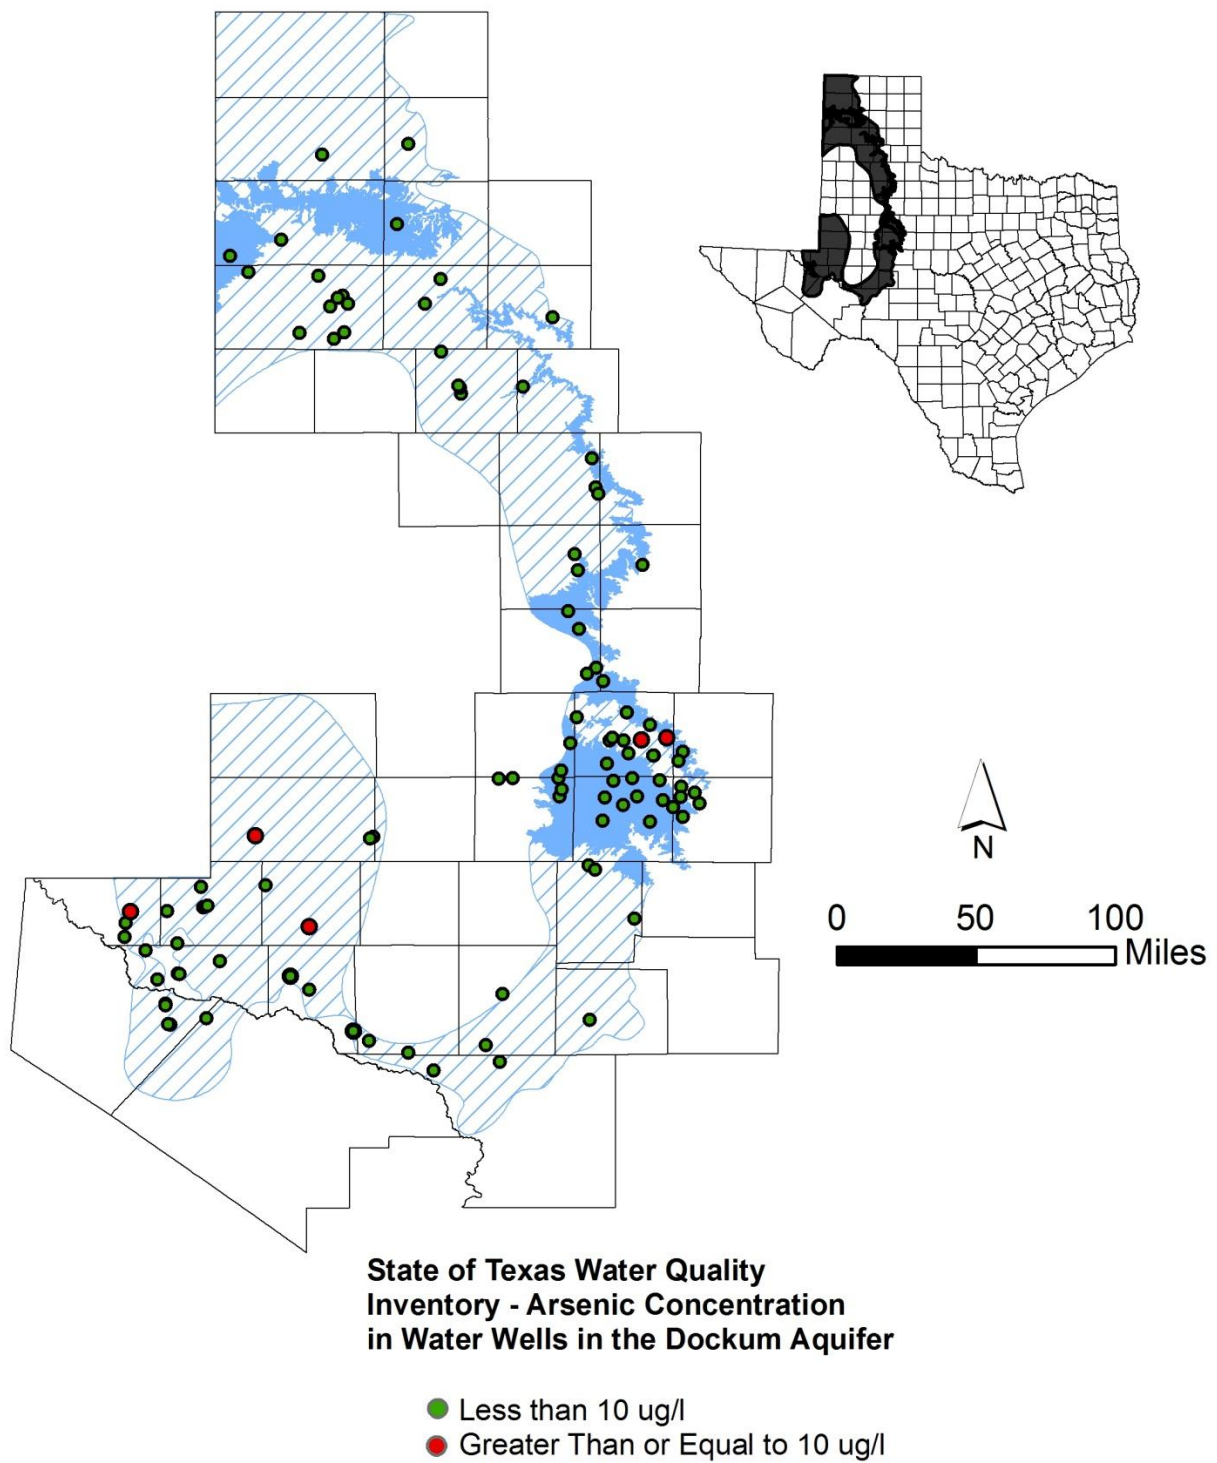 N
0 50 100
Miles
State of Texas Water Quality
Inventory - Arsenic Concentration
in Water Wells in the Dockum Aquifer
Less than 10 ug/l
Greater Than or Equal to 10 ug/l